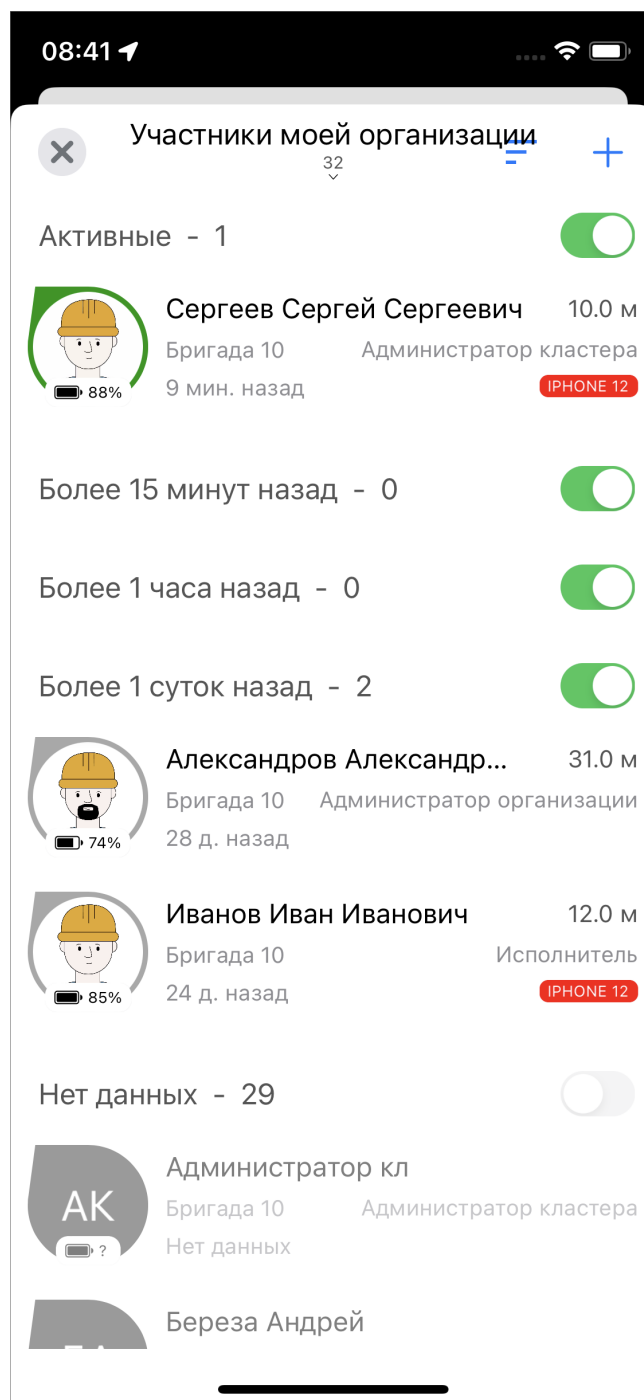 08:41
Участники моей организации
32
Активные - 1
Сергеев Сергей Сергеевич 10.0 м
Бригада 10 Администратор кластера
88% 9 мин. назад IPHONE 12
Более 15 минут назад - 0
Более 1 часа назад - 0
Более 1 суток назад - 2
Александров Александр... 31.0 м
Бригада 10 Администратор организации
74% 28 д. назад
Иванов Иван Иванович 12.0 м
Бригада 10 Исполнитель
85% 24 д. назад IPHONE 12
Нет данных - 29
Администратор кл
АК Бригада 10 Администратор кластера
? Нет данных
Береза Андрей